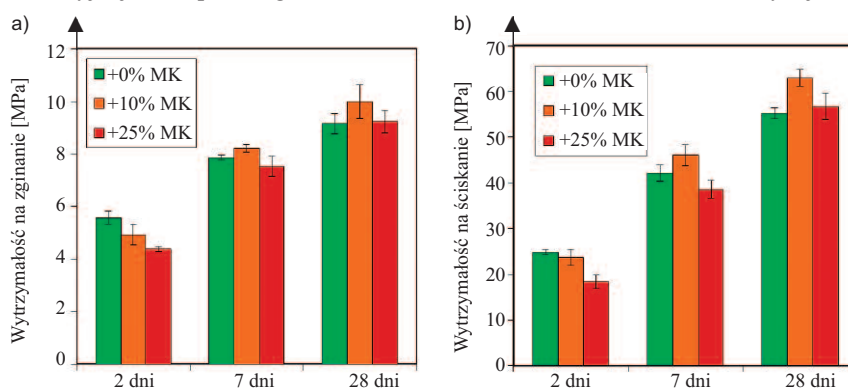 a)
Wytrzymałość na zginanie [MPa]
12
10
8
6
4
2
0
+0% MK
+10% MK
+25% MK
2 dni
7 dni
28 dni
b)
Wytrzymałość na ściskanie [MPa]
70
60
50
40
30
20
10
0
+0% MK
+10% MK
+25% MK
2 dni
7 dni
28 dni